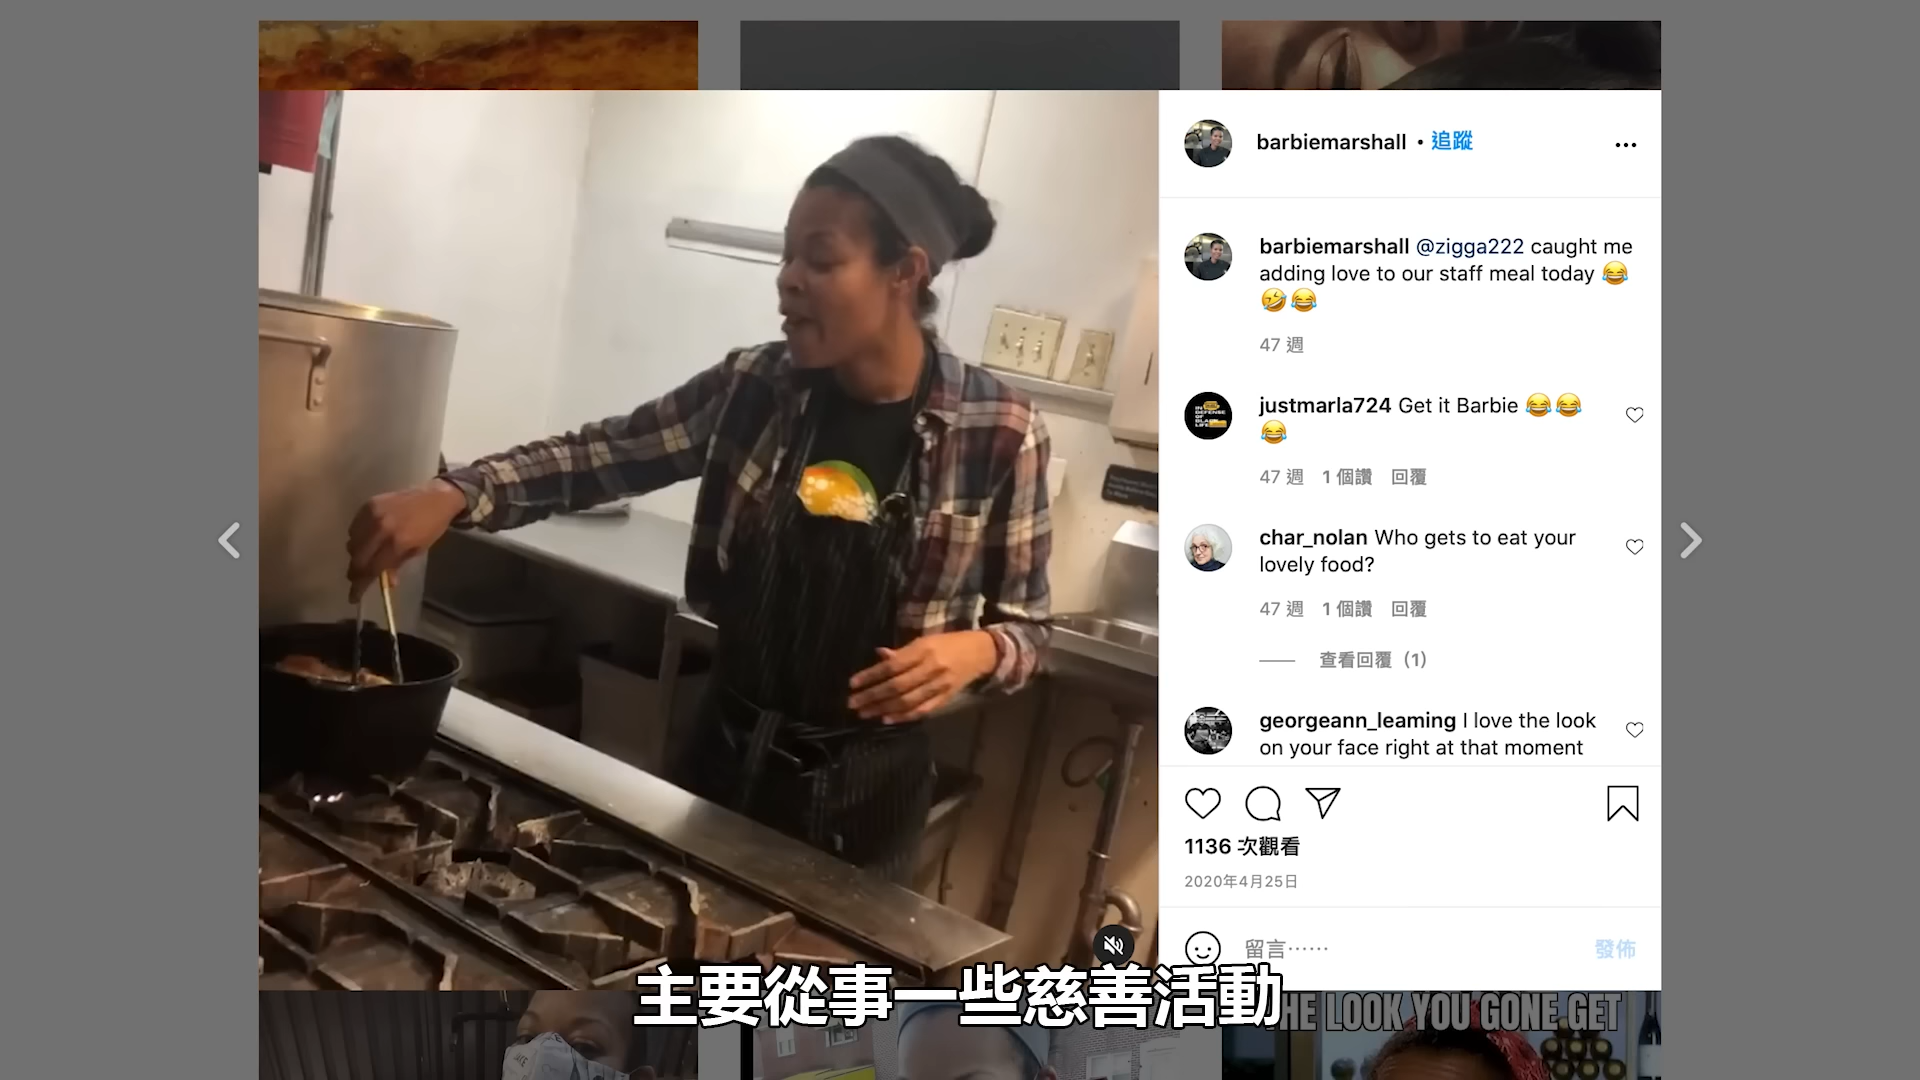 barbiemarshall • 追蹤
barbiemarshall @zigga222 caught me
adding love to our staff meal today 😂
🤣😂
47 週
justmarla724 Get it Barbie 😂😂
😂
47 週 1 個讚 回覆
char_nolan Who gets to eat your
lovely food?
47 週 1 個讚 回覆
查看回覆（1）
georgeann_leaming I love the look
on your face right at that moment
1136 次觀看
2020年4月25日
留言⋯⋯
發佈
主要從事一些慈善活動
HE LOOK YOU GONE GET